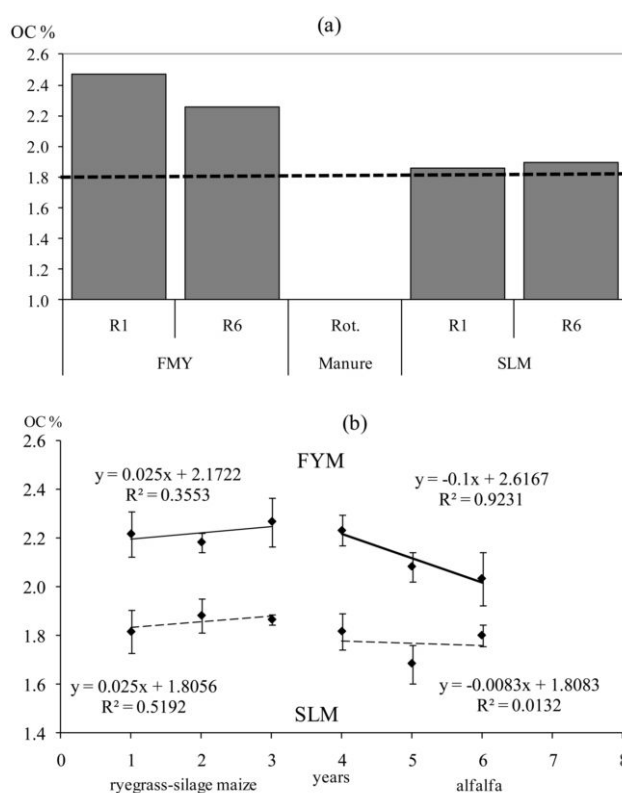 (a)
OC %
2.6
2.4
2.2
2.0
1.8
1.6
1.4
1.2
1.0
R1 R6 Rot. R1 R6
FMY Manure SLM
(b)
OC %
2.6
2.4
2.2
2.0
1.8
1.6
1.4
FYM
y = 0.025x + 2.1722
R² = 0.3553
y = -0.1x + 2.6167
R² = 0.9231
y = 0.025x + 1.8056
R² = 0.5192
y = -0.0083x + 1.8083
R² = 0.0132
SLM
0 1 2 3 4 5 6 7 8
ryegrass-silage maize years alfalfa